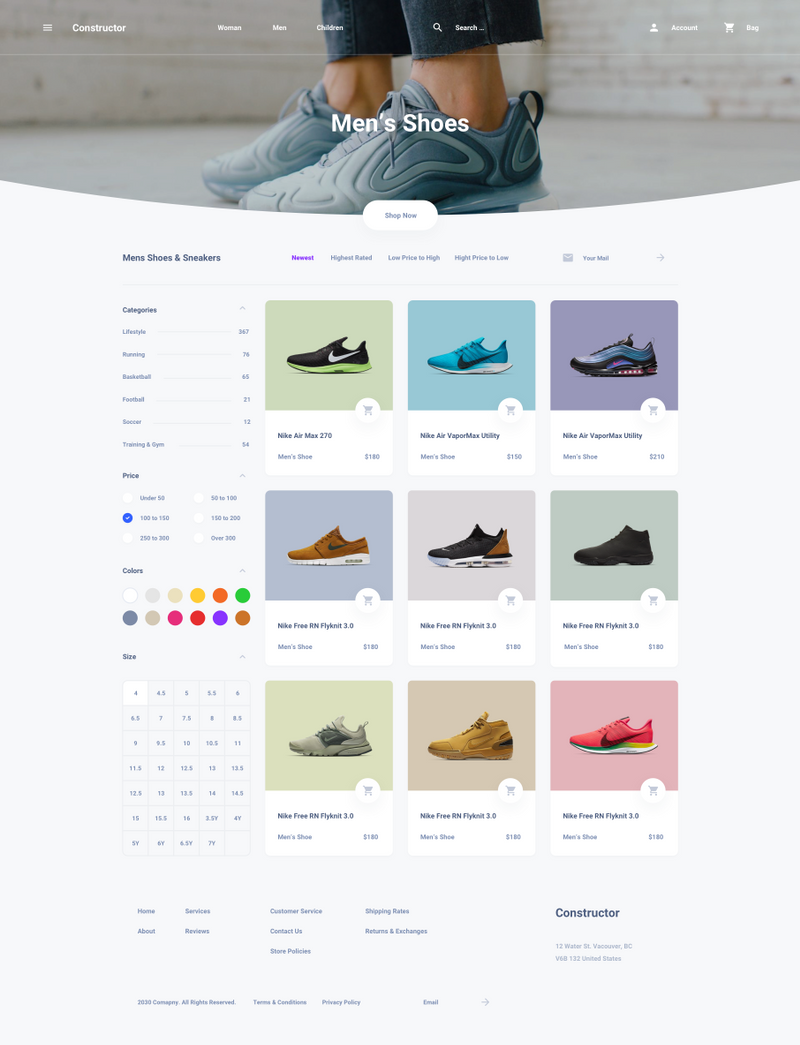 Constructor Woman Men Children Search ... Account Bag
Men's Shoes
Shop Now
Mens Shoes & Sneakers Newest Highest Rated Low Price to High Hight Price to Low Your Mail
Categories
Lifestyle 367
Running 76
Basketball 65
Football 21
Soccer 12
Training & Gym 54
Price
Under 50 50 to 100
100 to 150 150 to 200
250 to 300 Over 300
Colors
Size
4 4.5 5 5.5 6
6.5 7 7.5 8 8.5
9 9.5 10 10.5 11
11.5 12 12.5 13 13.5
12.5 13 13.5 14 14.5
15 15.5 16 3.5Y 4Y
5Y 6Y 6.5Y 7Y
Nike Air Max 270
Men's Shoe $180
Nike Air VaporMax Utility
Men's Shoe $150
Nike Air VaporMax Utility
Men's Shoe $210
Nike Free RN Flyknit 3.0
Men's Shoe $180
Nike Free RN Flyknit 3.0
Men's Shoe $180
Nike Free RN Flyknit 3.0
Men's Shoe $180
Nike Free RN Flyknit 3.0
Men's Shoe $180
Nike Free RN Flyknit 3.0
Men's Shoe $180
Nike Free RN Flyknit 3.0
Men's Shoe $180
Home Services Customer Service Shipping Rates
About Reviews Contact Us Returns & Exchanges
Store Policies
Constructor
12 Water St. Vacouver, BC
V6B 132 United States
2030 Comapny. All Rights Reserved. Terms & Conditions Privacy Policy Email